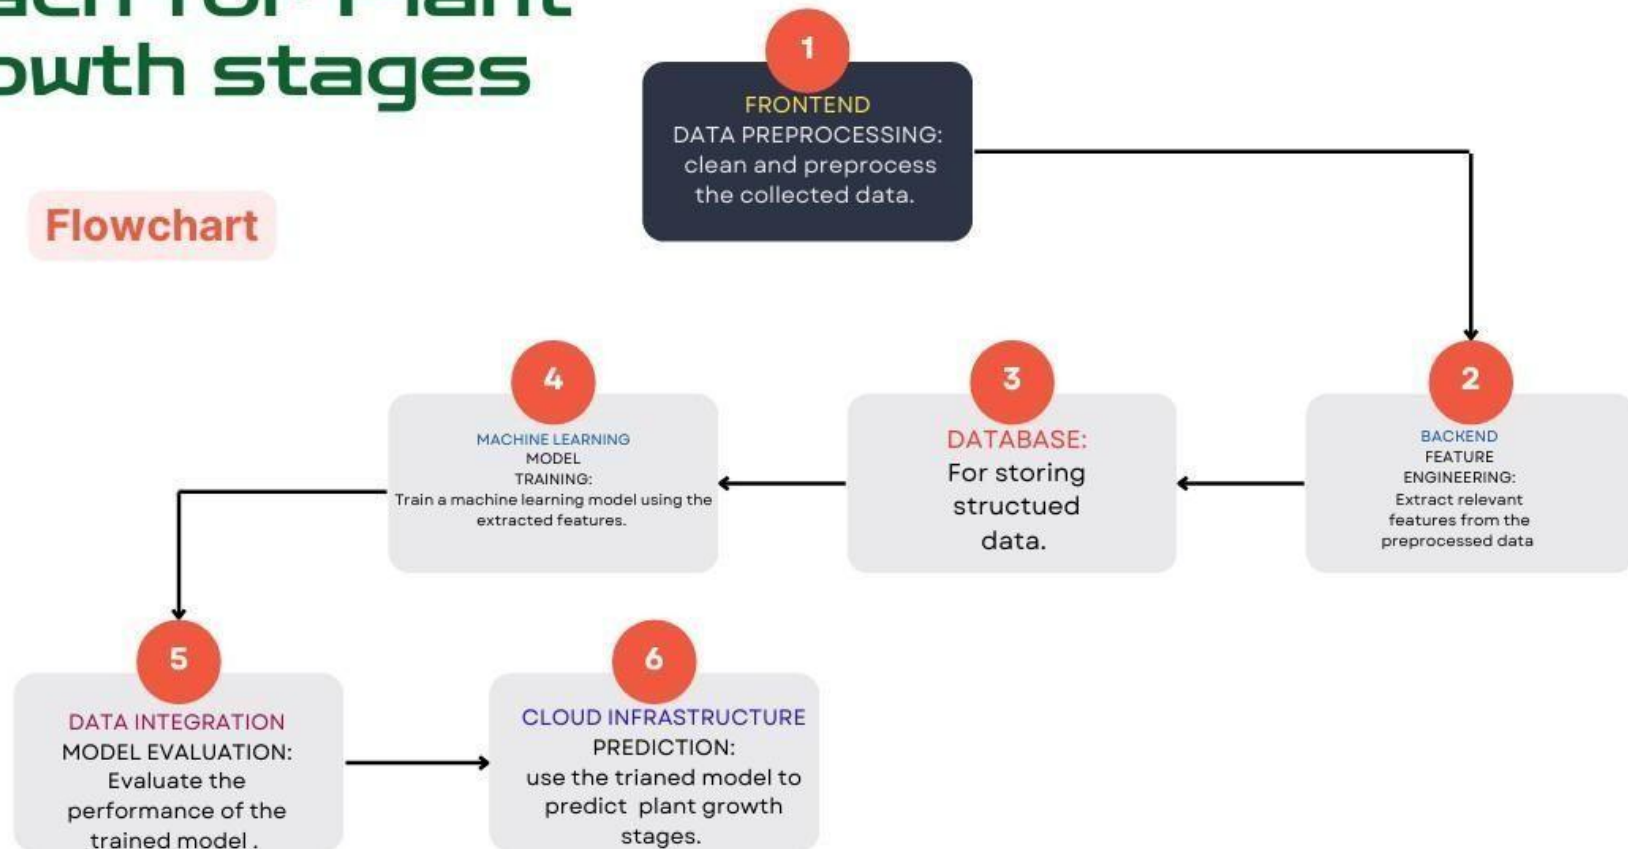 Plant
owth stages
Flowchart
1
FRONTEND
DATA PREPROCESSING:
clean and preprocess
the collected data.
2
BACKEND
FEATURE
ENGINEERING:
Extract relevant
features from the
preprocessed data
3
DATABASE:
For storing
structued
data.
4
MACHINE LEARNING
MODEL
TRAINING:
Train a machine learning model using the
extracted features.
5
DATA INTEGRATION
MODEL EVALUATION:
Evaluate the
performance of the
trained model .
6
CLOUD INFRASTRUCTURE
PREDICTION:
use the trianed model to
predict plant growth
stages.